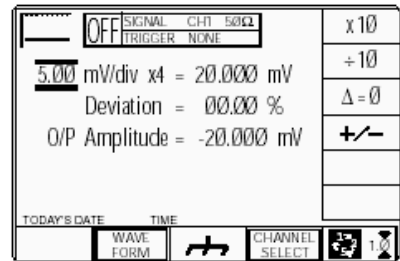 OFF SIGNAL CH1 50Ω
TRIGGER NONE
x10
÷10
5.00 mV/div x4 = 20.000 mV
Δ=0
Deviation = 00.00 %
+/−
O/P Amplitude = -20.000 mV
TODAY'S DATE TIME
WAVE FORM
CHANNEL SELECT
1.0